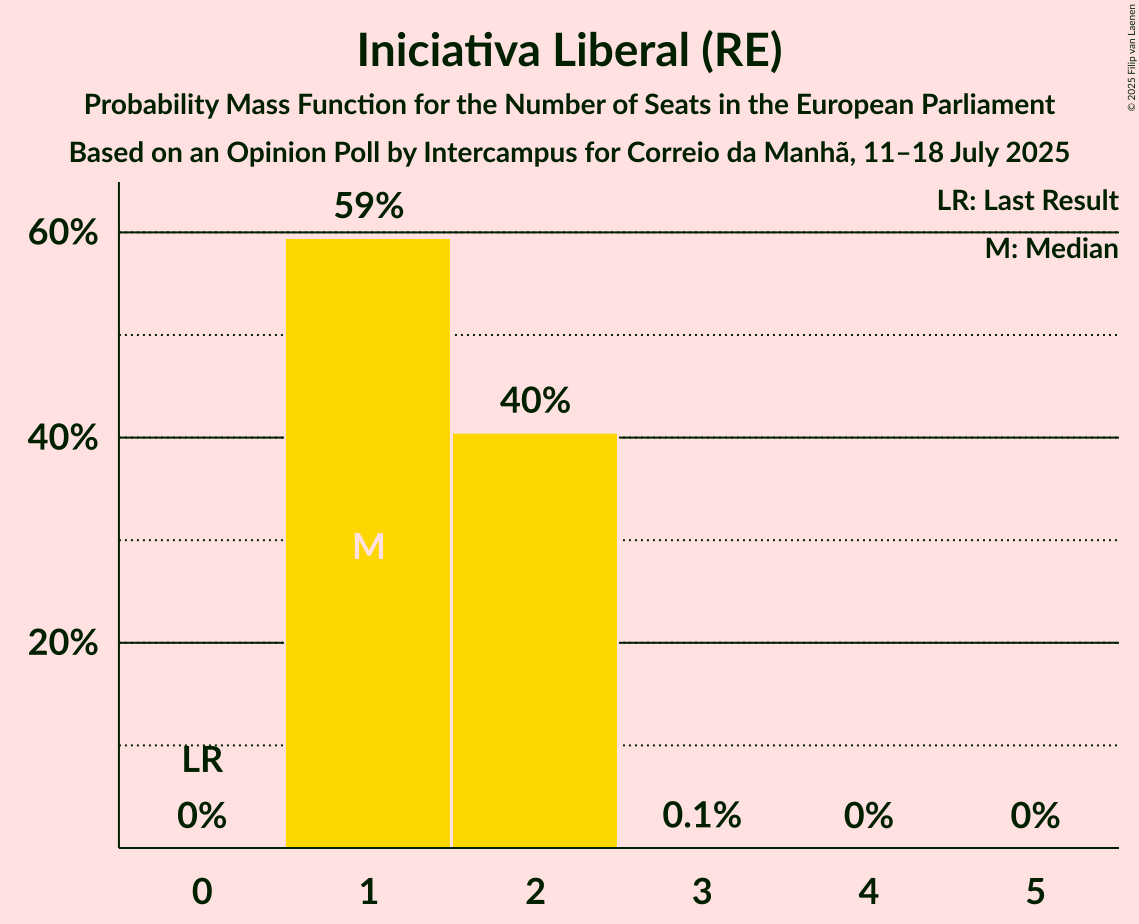 Iniciativa Liberal (RE)
Probability Mass Function for the Number of Seats in the European Parliament
Based on an Opinion Poll by Intercampus for Correio da Manhã, 11–18 July 2025
© 2025 Filip van Laenen
LR: Last Result
M: Median
60%
40%
20%
59%
40%
M
LR
0%
0.1%
0%
0%
0
1
2
3
4
5